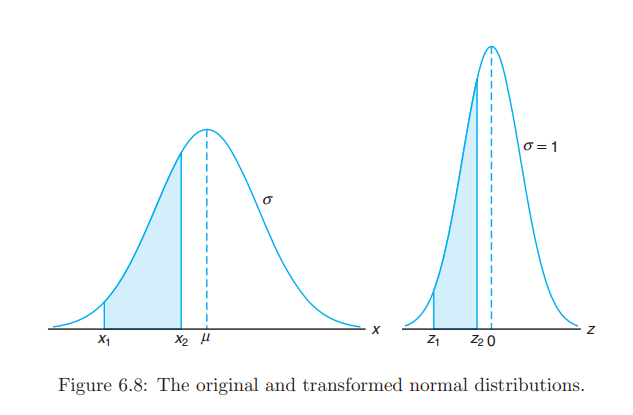 σ = 1
σ
x₁ x₂ μ x
z₁ z₂ 0 z
Figure 6.8: The original and transformed normal distributions.